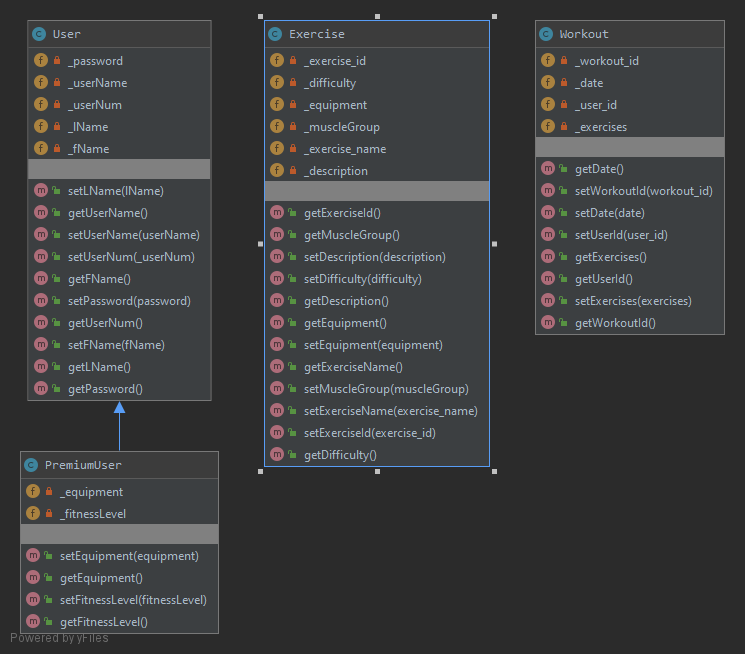 User
_password
_userName
_userNum
_lName
_fName
setLName(lName)
getUserName()
setUserName(userName)
setUserNum(_userNum)
getFName()
setPassword(password)
getUserNum()
setFName(fName)
getLName()
getPassword()
PremiumUser
_equipment
_fitnessLevel
setEquipment(equipment)
getEquipment()
setFitnessLevel(fitnessLevel)
getFitnessLevel()
Exercise
_exercise_id
_difficulty
_equipment
_muscleGroup
_exercise_name
_description
getExerciseId()
getMuscleGroup()
setDescription(description)
setDifficulty(difficulty)
getDescription()
getEquipment()
setEquipment(equipment)
getExerciseName()
setMuscleGroup(muscleGroup)
setExerciseName(exercise_name)
setExerciseId(exercise_id)
getDifficulty()
Workout
_workout_id
_date
_user_id
_exercises
getDate()
setWorkoutId(workout_id)
setDate(date)
setUserId(user_id)
getExercises()
getUserId()
setExercises(exercises)
getWorkoutId()
Powered by yFiles